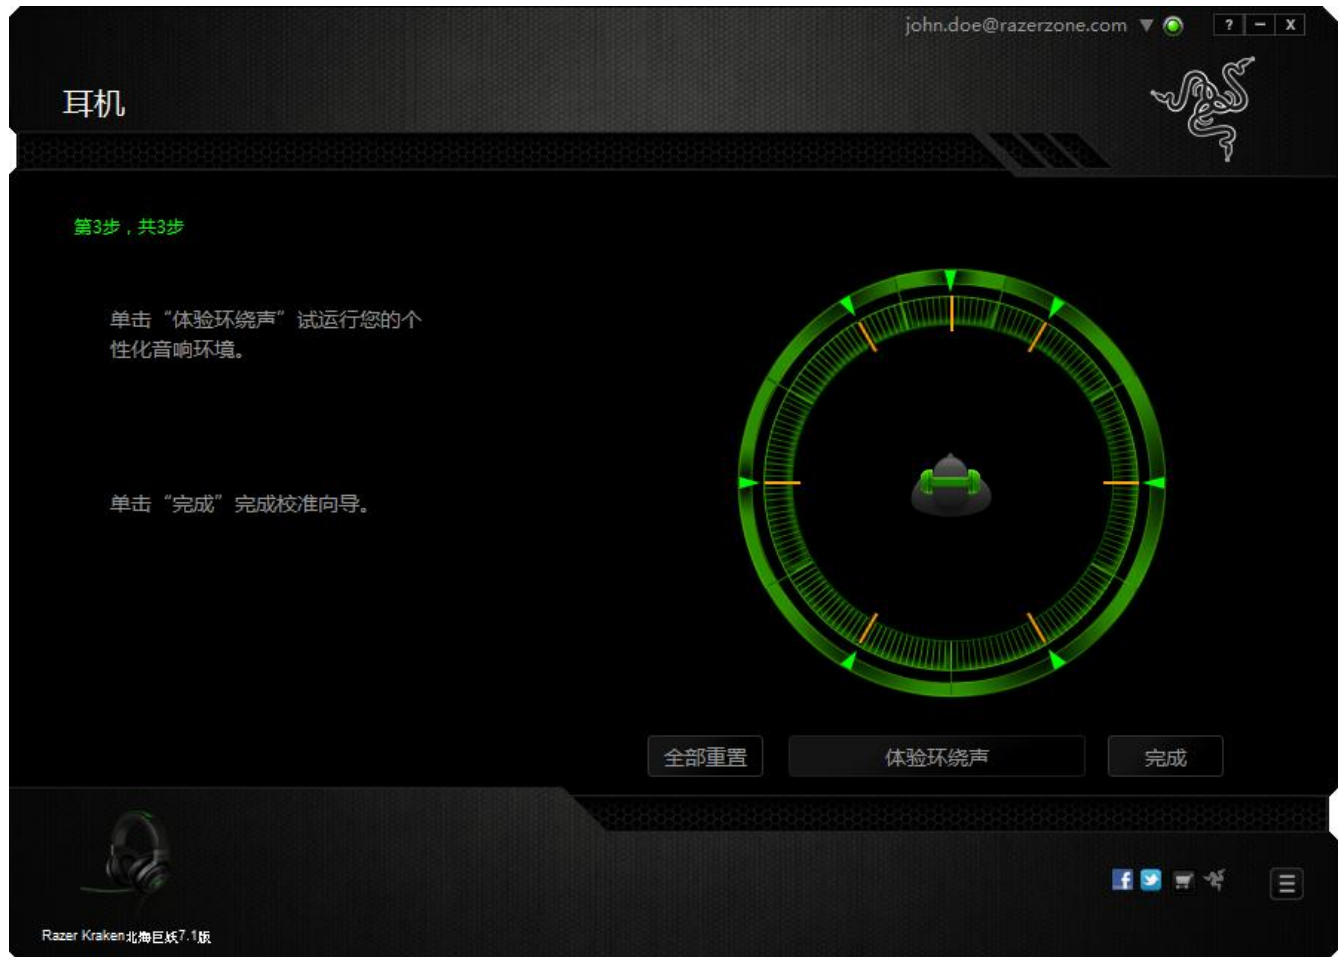 john.doe@razerzone.com
? – X
耳机
第3步，共3步
单击“体验环绕声”试运行您的个
性化音响环境。
单击“完成”完成校准向导。
全部重置
体验环绕声
完成
Razer Kraken北海巨妖7.1版